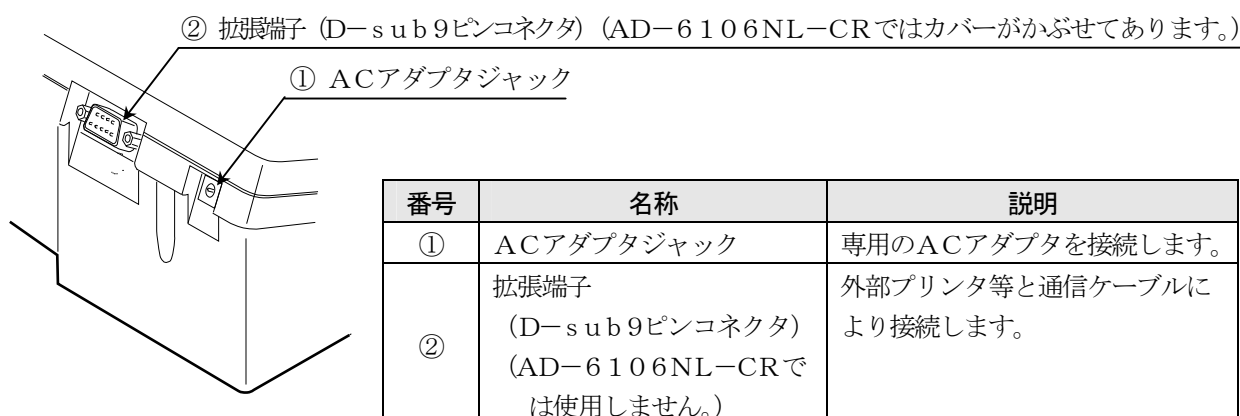 ② 拡張端子（D－ｓｕｂ9ピンコネクタ）（AD－6106NL－CRではカバーがかぶせてあります。）
① ACアダプタジャック
番号 名称 説明
① ACアダプタジャック 専用のACアダプタを接続します。
② 拡張端子
（D－ｓｕｂ9ピンコネクタ）
（AD－6106NL－CRで
は使用しません。）
外部プリンタ等と通信ケーブルに
より接続します。